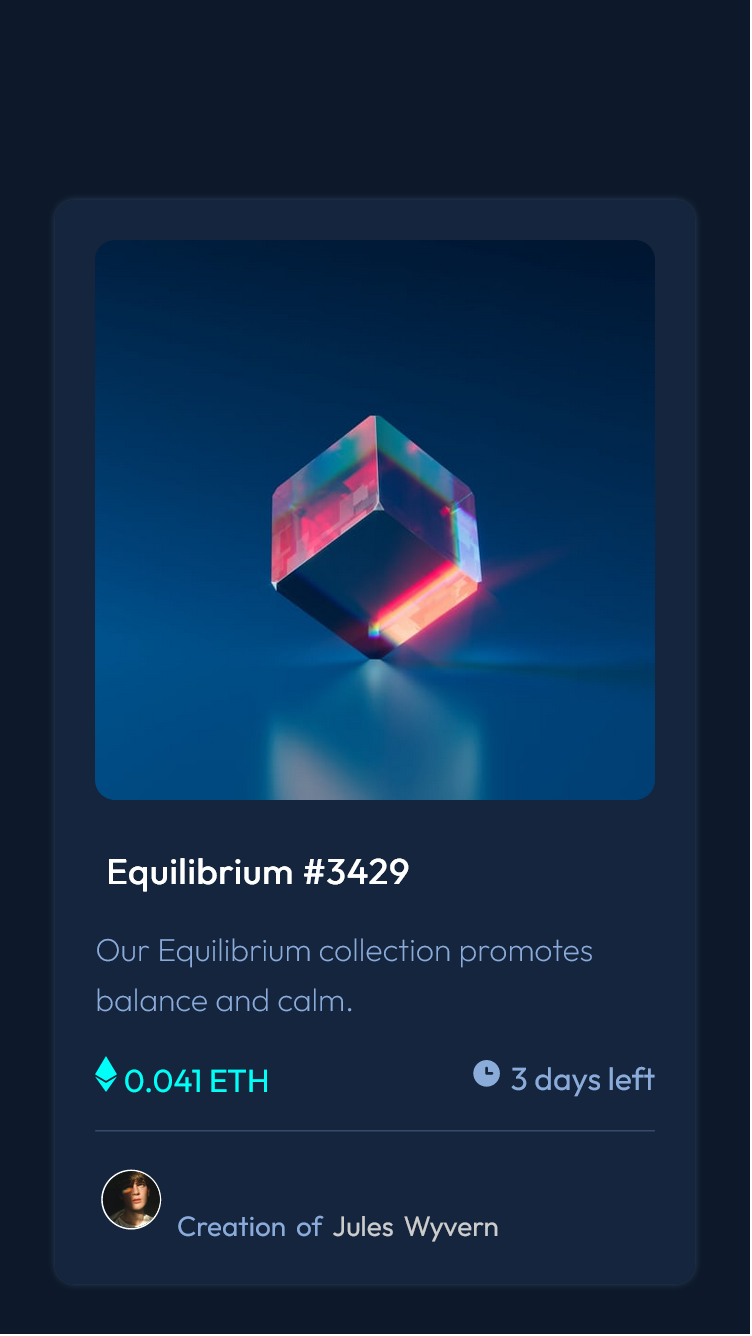 Equilibrium #3429
Our Equilibrium collection promotes
balance and calm.
0.041 ETH
3 days left
Creation of Jules Wyvern